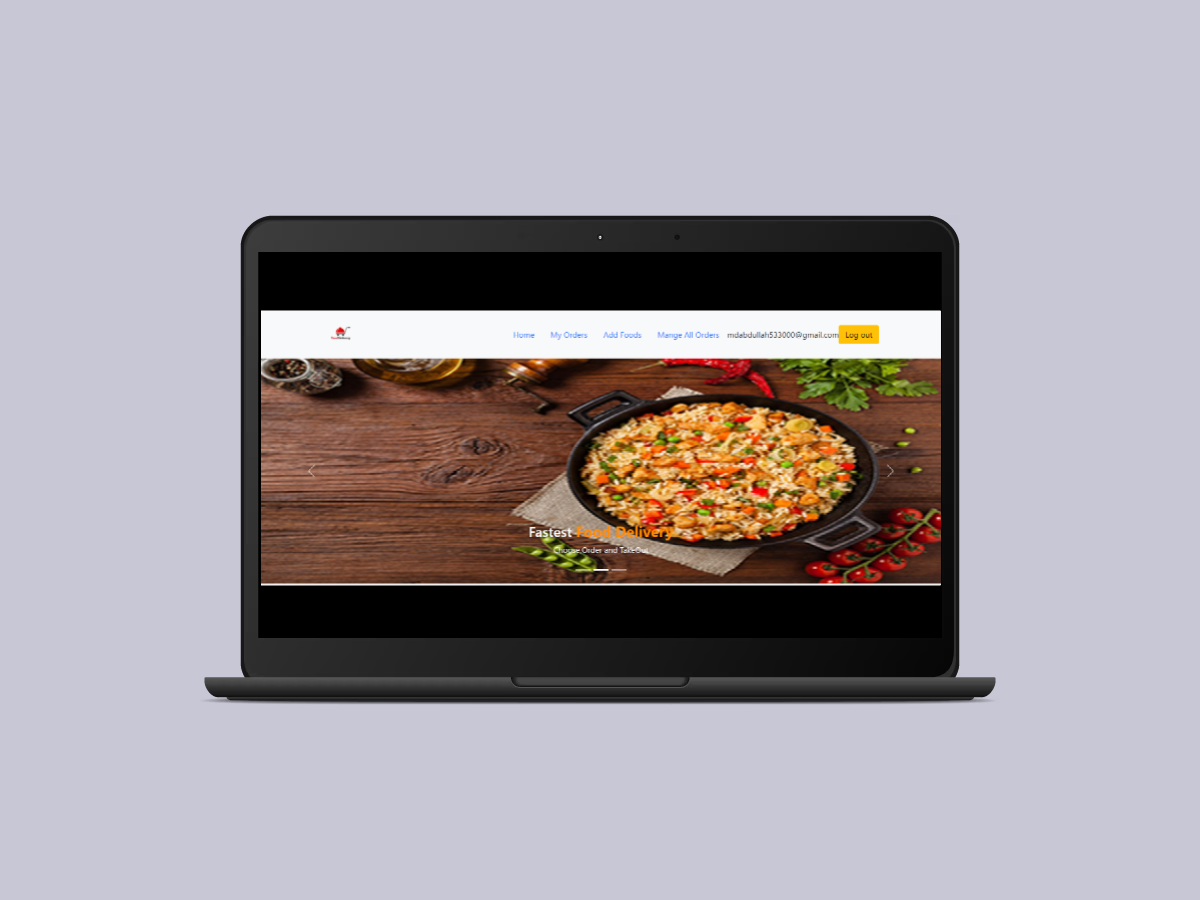 Home My Orders Add Foods Mange All Orders mdabdullah533000@gmail.com Log out
Fastest Food Delivery
Choose,Order and TakeOut